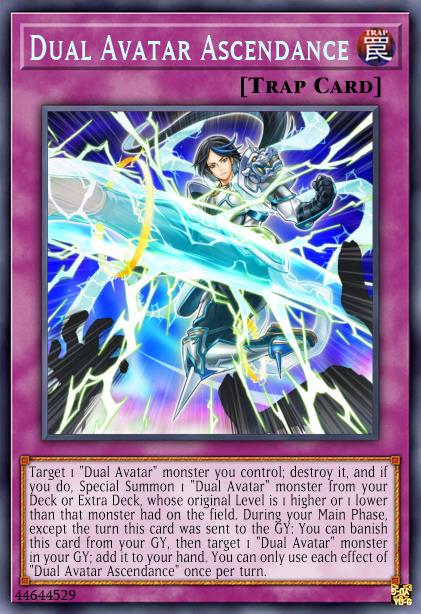 Dual Avatar Ascendance
TRAP
罠
[Trap Card]
Target 1 "Dual Avatar" monster you control; destroy it, and if
you do, Special Summon 1 "Dual Avatar" monster from your
Deck or Extra Deck, whose original Level is 1 higher or 1 lower
than that monster had on the field. During your Main Phase,
except the turn this card was sent to the GY: You can banish
this card from your GY, then target 1 "Dual Avatar" monster
in your GY; add it to your hand. You can only use each effect of
"Dual Avatar Ascendance" once per turn.
44644529